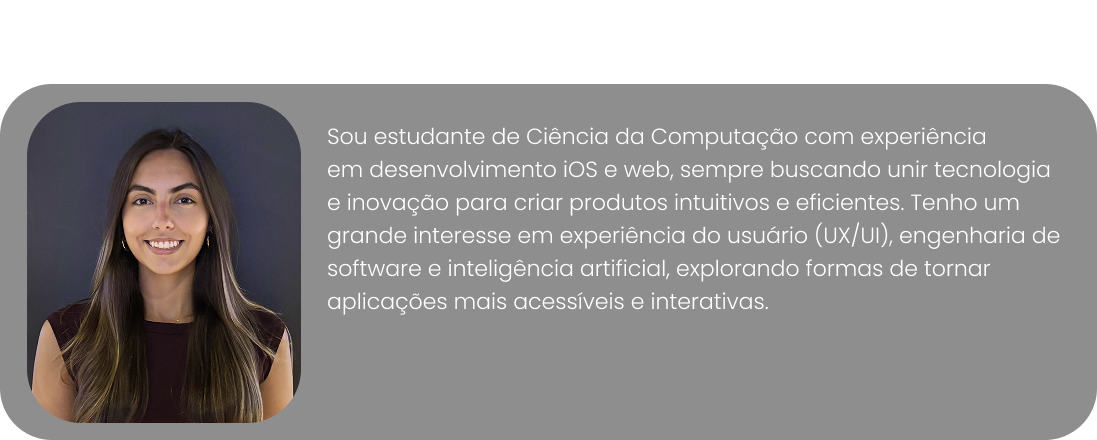 Sou estudante de Ciência da Computação com experiência
em desenvolvimento iOS e web, sempre buscando unir tecnologia
e inovação para criar produtos intuitivos e eficientes. Tenho um
grande interesse em experiência do usuário (UX/UI), engenharia de
software e inteligência artificial, explorando formas de tornar
aplicações mais acessíveis e interativas.